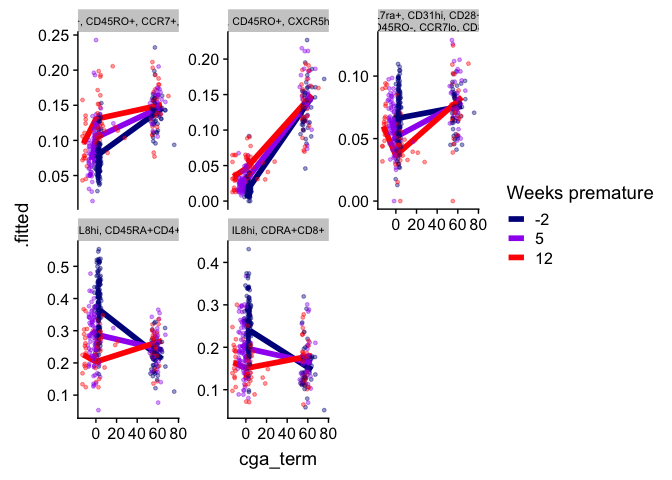 , CD45RO+, CCR7+,
, CD45RO+, CXCR5h
L7ra+, CD31hi, CD28-
D45RO-, CCR7lo, CD
0.25
0.20
0.15
0.10
0.05
0.20
0.15
0.10
0.05
0.00
0.10
0.05
0.00
0 20 40 60 80
Weeks premature
-2
5
12
.fitted
L8hi, CD45RA+CD4+
IL8hi, CDRA+CD8+
0.5
0.4
0.3
0.2
0.1
0.4
0.3
0.2
0.1
0 20 40 60 80
0 20 40 60 80
cga_term